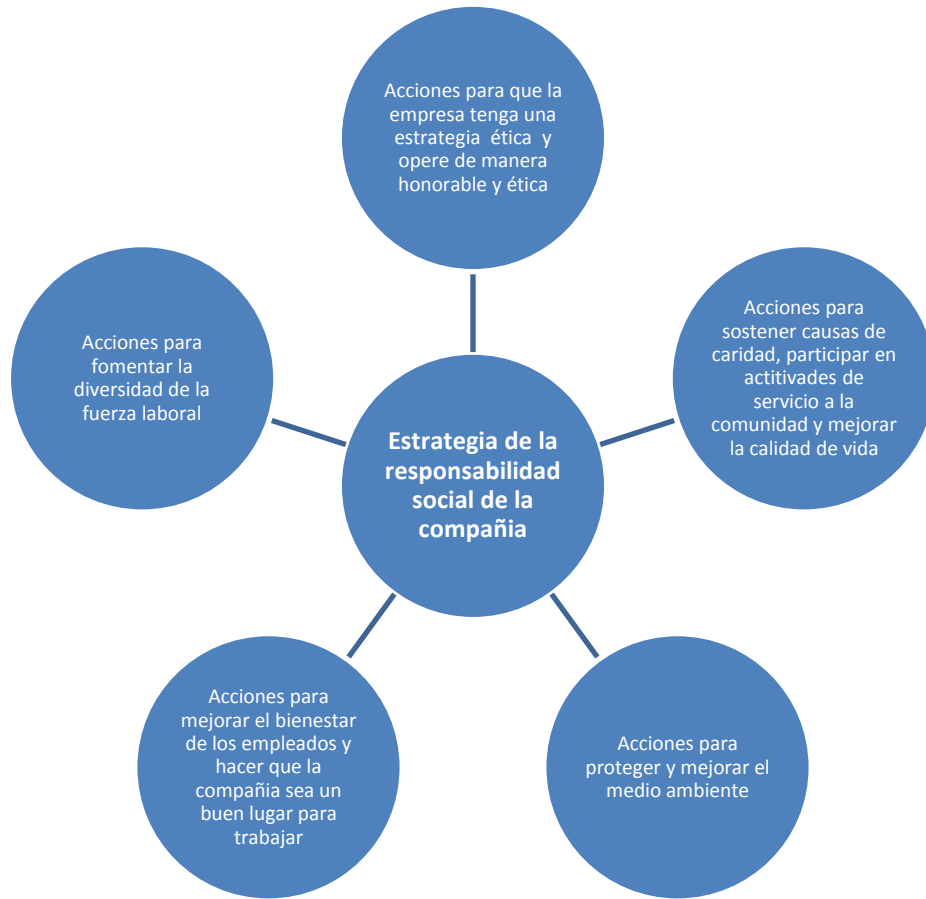 Acciones para que la
empresa tenga una
estrategia ética y
opere de manera
honorable y ética
Acciones para
sostener causas de
caridad, participar en
actitivades de
servicio a la
comunidad y mejorar
la calidad de vida
Acciones para
fomentar la
diversidad de la
fuerza laboral
Estrategia de la
responsabilidad
social de la
compañia
Acciones para
mejorar el bienestar
de los empleados y
hacer que la
compañia sea un
buen lugar para
trabajar
Acciones para
proteger y mejorar el
medio ambiente